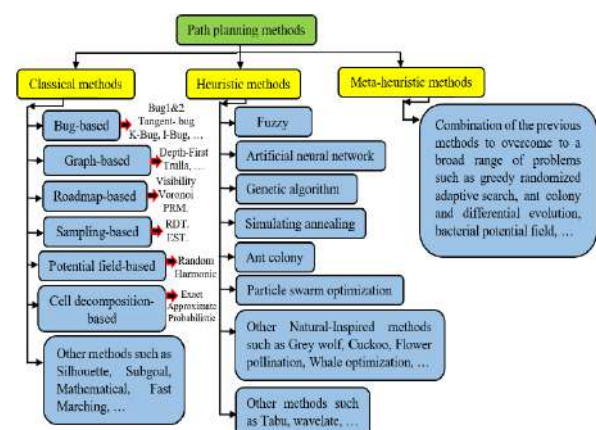 Path planning methods
Classical methods
Heuristic methods
Meta-heuristic methods
Bug-based
Bug1&2
Tangent- bug
K-Bug, I-Bug, …
Graph-based
Depth-First
Trulla, …
Roadmap-based
Visibility
Voronoi
PRM.
Sampling-based
RDT.
EST.
Potential field-based
Random
Harmonic
Cell decomposition-
based
Exact
Approximate
Probabilistic
Other methods such as
Silhouette, Subgoal,
Mathematical, Fast
Marching, …
Fuzzy
Artificial neural network
Genetic algorithm
Simulating annealing
Ant colony
Particle swarm optimization
Other Natural-Inspired methods
such as Grey wolf, Cuckoo, Flower
pollination, Whale optimization, …
Other methods such
as Tabu, wavelate, …
Combination of the previous
methods to overcome to a
broad range of problems
such as greedy randomized
adaptive search, ant colony
and differential evolution,
bacterial potential field, …